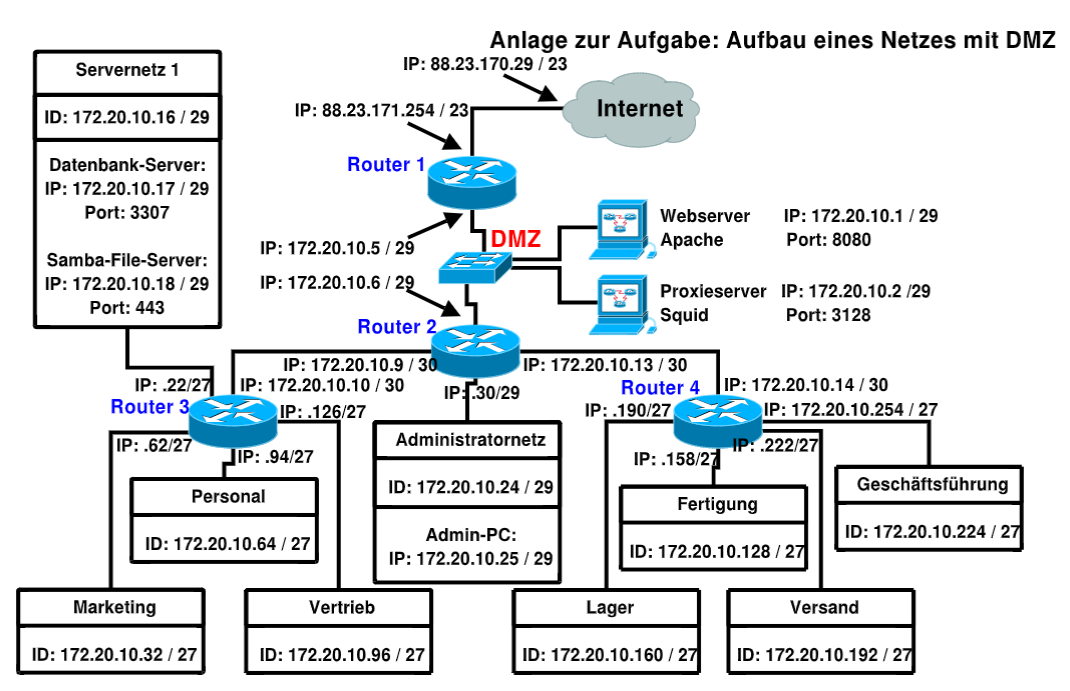 Anlage zur Aufgabe: Aufbau eines Netzes mit DMZ
IP: 88.23.170.29 / 23
Internet
IP: 88.23.171.254 / 23
Router 1
Servernetz 1
ID: 172.20.10.16 / 29
Datenbank-Server:
IP: 172.20.10.17 / 29
Port: 3307
Samba-File-Server:
IP: 172.20.10.18 / 29
Port: 443
IP: 172.20.10.5 / 29
DMZ
Webserver
Apache
IP: 172.20.10.1 / 29
Port: 8080
IP: 172.20.10.6 / 29
Proxieserver
Squid
IP: 172.20.10.2 /29
Port: 3128
Router 2
IP: 172.20.10.9 / 30
IP: 172.20.10.13 / 30
IP: .22/27
IP: 172.20.10.10 / 30
IP: .30/29
Router 4
IP: 172.20.10.14 / 30
Router 3
IP: .126/27
IP: .190/27
IP: 172.20.10.254 / 27
IP: .62/27
IP: .94/27
IP: .158/27
IP: .222/27
Administratornetz
ID: 172.20.10.24 / 29
Admin-PC:
IP: 172.20.10.25 / 29
Personal
ID: 172.20.10.64 / 27
Fertigung
ID: 172.20.10.128 / 27
Geschäftsführung
ID: 172.20.10.224 / 27
Marketing
ID: 172.20.10.32 / 27
Vertrieb
ID: 172.20.10.96 / 27
Lager
ID: 172.20.10.160 / 27
Versand
ID: 172.20.10.192 / 27